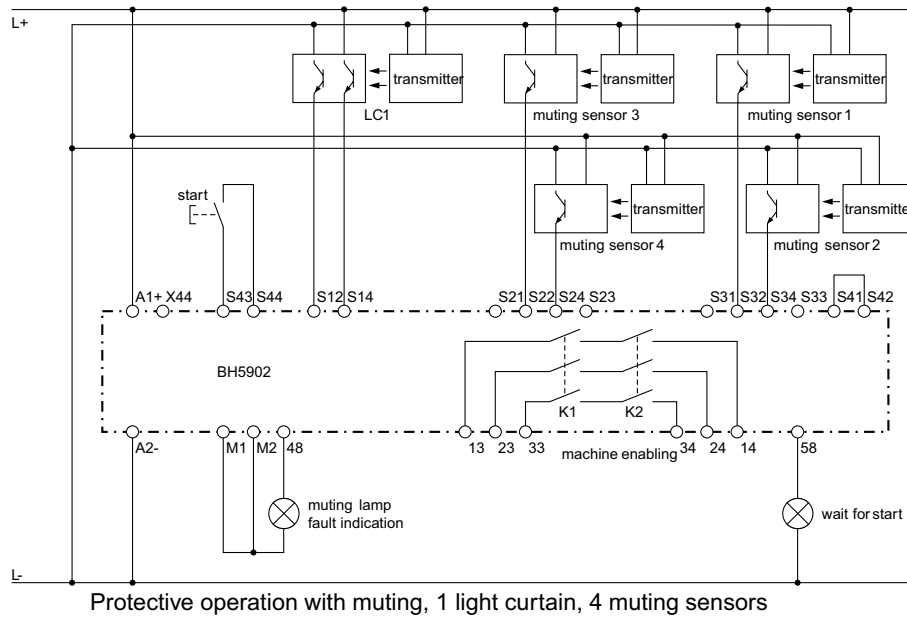 L+
transmitter
transmitter
transmitter
LC1
muting sensor 3
muting sensor 1
start
transmitter
transmitter
muting sensor 4
muting sensor 2
A1+ X44 S43 S44 S12 S14 S21 S22 S24 S23 S31 S32 S34 S33 S41 S42
BH5902
K1 K2
A2- M1 M2 48 13 23 33 machine enabling 34 24 14 58
muting lamp
fault indication
wait for start
L-
Protective operation with muting, 1 light curtain, 4 muting sensors